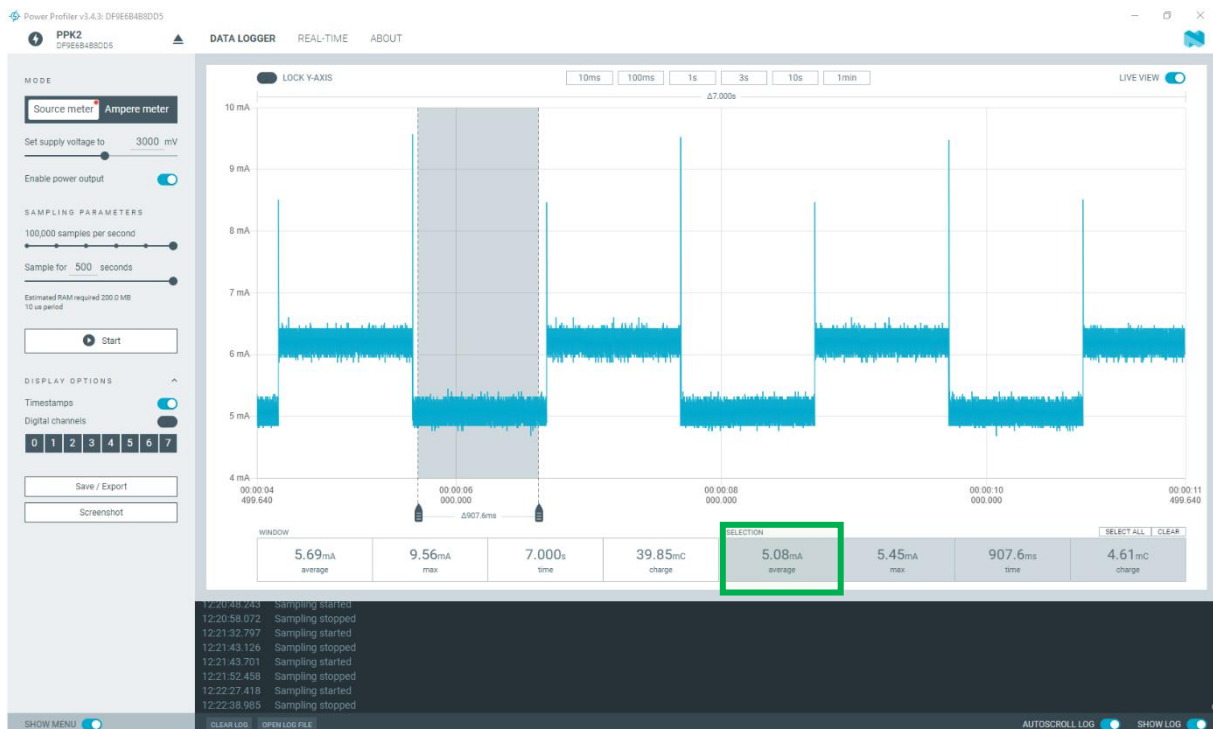 Power Profiler v3.4.3: DF9E6B4B8DD5
PPK2
DF9E6B4B8DD5
DATA LOGGER REAL-TIME ABOUT
MODE
Source meter Ampere meter
Set supply voltage to 3000 mV
Enable power output
SAMPLING PARAMETERS
100,000 samples per second
Sample for 500 seconds
Estimated RAM required 200.0 MB
10 us period
Start
DISPLAY OPTIONS
Timestamps
Digital channels
0 1 2 3 4 5 6 7
Save / Export
Screenshot
SHOW MENU
LOCK Y-AXIS 10ms 100ms 1s 3s 10s 1min LIVE VIEW
Δ7.000s
10 mA
9 mA
8 mA
7 mA
6 mA
5 mA
4 mA
00:00:04 00:00:06 00:00:08 00:00:10 00:00:11
499.640 000.000 000.000 000.000 499.640
Δ907.6ms
WINDOW SELECTION SELECT ALL CLEAR
5.69mA 9.56mA 7.000s 39.85mC 5.08mA 5.45mA 907.6ms 4.61mC
average max time charge average max time charge
12:20:48.243 Sampling started
12:20:58.072 Sampling stopped
12:21:32.797 Sampling started
12:21:43.126 Sampling stopped
12:21:43.701 Sampling started
12:21:52.458 Sampling stopped
12:22:27.418 Sampling started
12:22:38.985 Sampling stopped
CLEAR LOG OPEN LOG FILE AUTOSCROLL LOG SHOW LOG